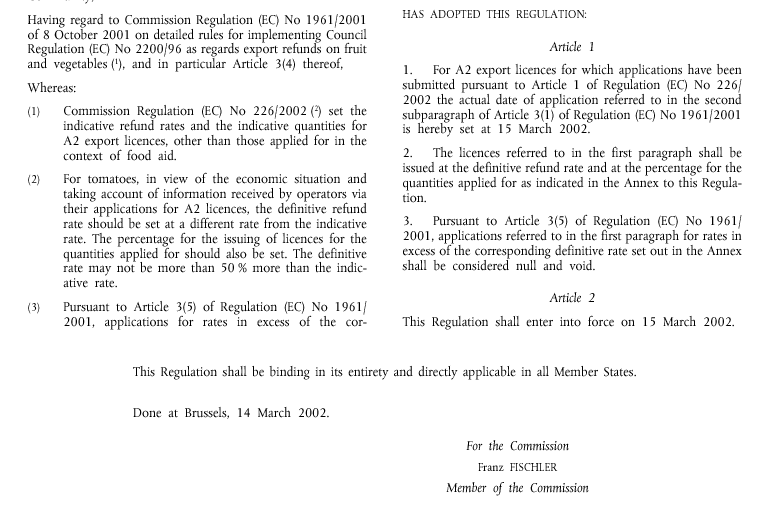 Having regard to Commission Regulation (EC) No 1961/2001
of 8 October 2001 on detailed rules for implementing Council
Regulation (EC) No 2200/96 as regards export refunds on fruit
and vegetables (¹), and in particular Article 3(4) thereof,
Whereas:
(1) Commission Regulation (EC) No 226/2002 (²) set the
indicative refund rates and the indicative quantities for
A2 export licences, other than those applied for in the
context of food aid.
(2) For tomatoes, in view of the economic situation and
taking account of information received by operators via
their applications for A2 licences, the definitive refund
rate should be set at a different rate from the indicative
rate. The percentage for the issuing of licences for the
quantities applied for should also be set. The definitive
rate may not be more than 50 % more than the indic-
ative rate.
(3) Pursuant to Article 3(5) of Regulation (EC) No 1961/
2001, applications for rates in excess of the cor-
HAS ADOPTED THIS REGULATION:
Article 1
1. For A2 export licences for which applications have been
submitted pursuant to Article 1 of Regulation (EC) No 226/
2002 the actual date of application referred to in the second
subparagraph of Article 3(1) of Regulation (EC) No 1961/2001
is hereby set at 15 March 2002.
2. The licences referred to in the first paragraph shall be
issued at the definitive refund rate and at the percentage for the
quantities applied for as indicated in the Annex to this Regula-
tion.
3. Pursuant to Article 3(5) of Regulation (EC) No 1961/
2001, applications referred to in the first paragraph for rates in
excess of the corresponding definitive rate set out in the Annex
shall be considered null and void.
Article 2
This Regulation shall enter into force on 15 March 2002.
This Regulation shall be binding in its entirety and directly applicable in all Member States.
Done at Brussels, 14 March 2002.
For the Commission
Franz FISCHLER
Member of the Commission